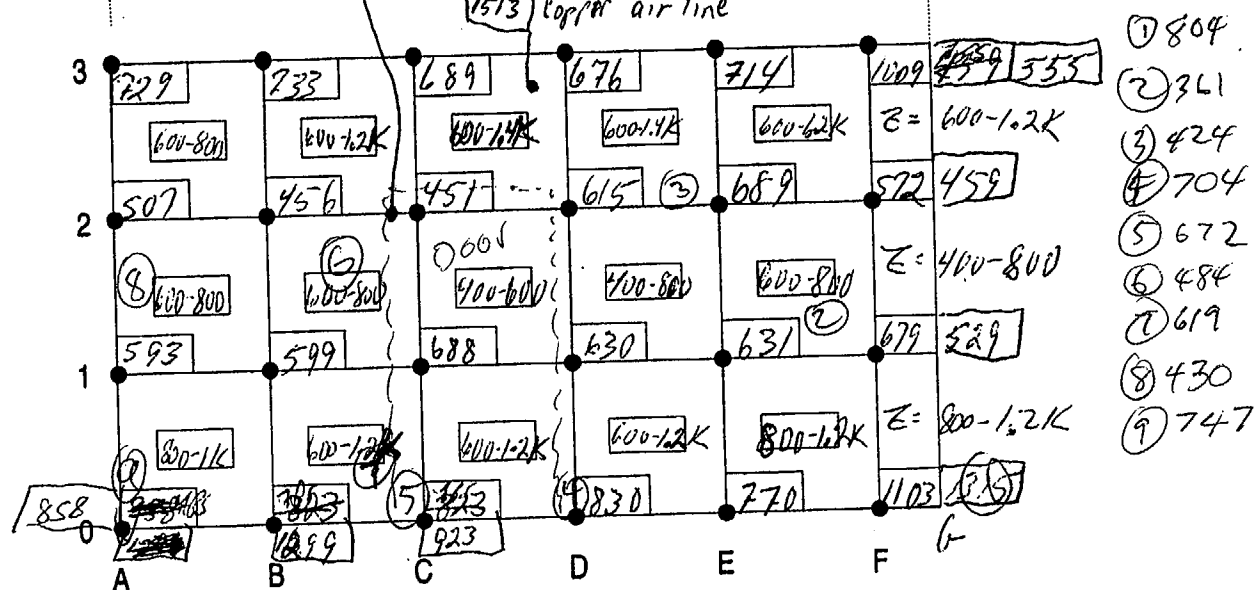 1513 Copper air line
3 729 233 689 676 714 1009 555
600-800 600-1.2K 600-1.4K 600-1.4K 600-1.2K Z= 600-1.2K
507 456 451 615 ③ 689 572 459
2
⑧ 600-800 ⑥ 600-800 400-600 400-800 600-800 Z= 400-800
②
593 599 688 630 631 679 529
1
800-1K 600-1.2K 600-1.2K 600-1.2K 800-1.2K Z= 800-1.2K
858 ⑤ ④ 830 770 1103
0 1299 923
A B C D E F G
① 804
② 361
③ 424
④ 704
⑤ 672
⑥ 484
⑦ 619
⑧ 430
⑨ 747